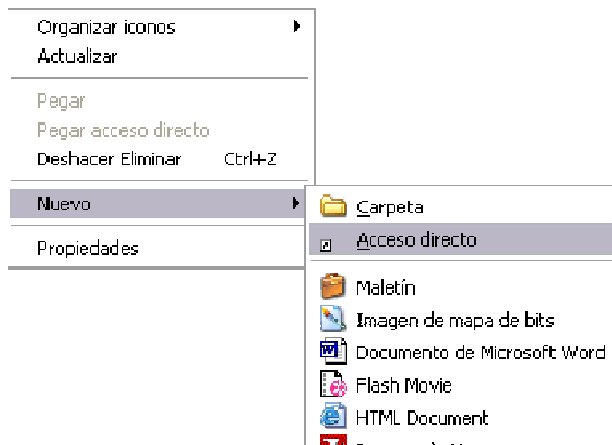 Organizar iconos
Actualizar
Pegar
Pegar acceso directo
Deshacer Eliminar Ctrl+Z
Nuevo
Propiedades
Carpeta
Acceso directo
Maletín
Imagen de mapa de bits
Documento de Microsoft Word
Flash Movie
HTML Document